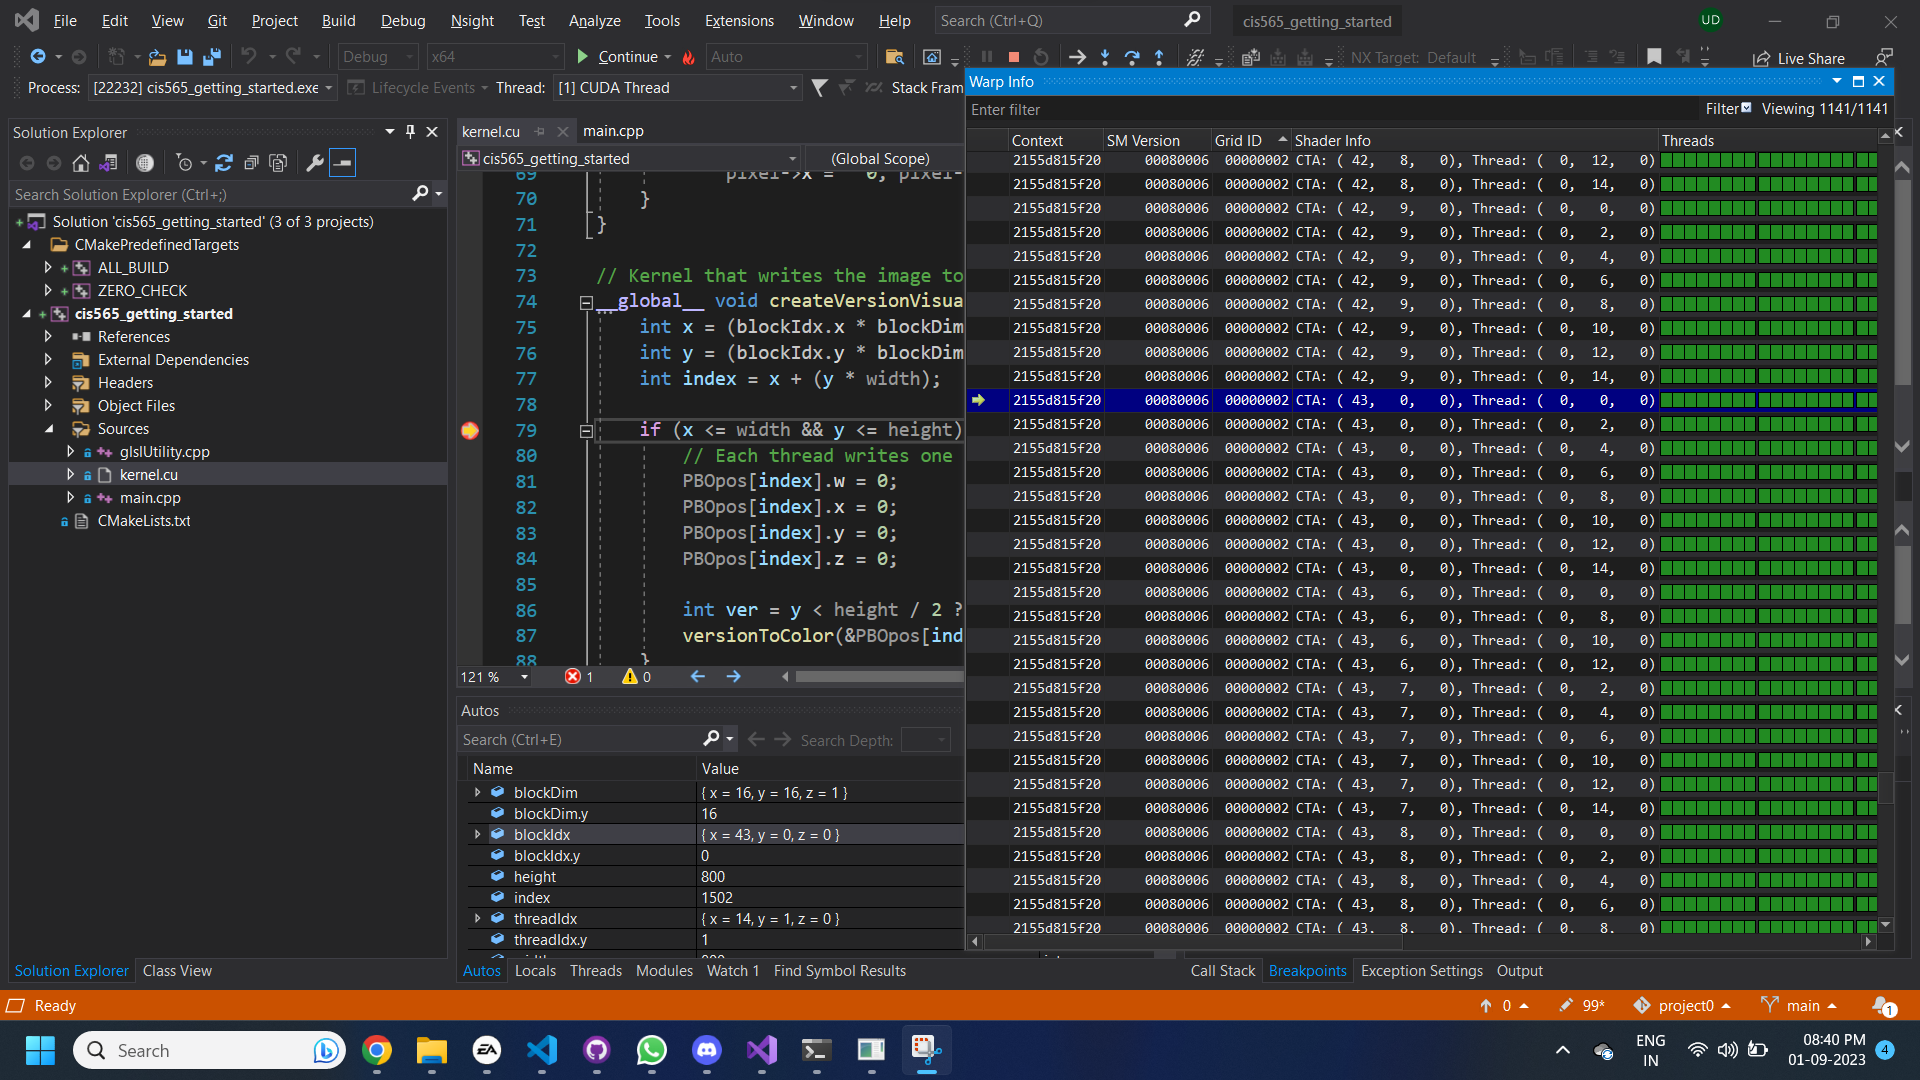 File Edit View Git Project Build Debug Nsight Test Analyze Tools Extensions Window Help Search (Ctrl+Q) cis565_getting_started UD
Debug x64 Continue Auto NX Target: Default Live Share
Process: [22232] cis565_getting_started.exe Lifecycle Events Thread: [1] CUDA Thread Stack Fram
Solution Explorer
Search Solution Explorer (Ctrl+;)
Solution 'cis565_getting_started' (3 of 3 projects)
CMakePredefinedTargets
ALL_BUILD
ZERO_CHECK
cis565_getting_started
References
External Dependencies
Headers
Object Files
Sources
glslUtility.cpp
kernel.cu
main.cpp
CMakeLists.txt
Solution Explorer Class View
kernel.cu main.cpp
cis565_getting_started (Global Scope)
69 pixel->x = 0; pixel-
70 }
71 }
72
73 // Kernel that writes the image to
74 __global__ void createVersionVisua
75 int x = (blockIdx.x * blockDim
76 int y = (blockIdx.y * blockDim
77 int index = x + (y * width);
78
79 if (x <= width && y <= height)
80 // Each thread writes one
81 PBOpos[index].w = 0;
82 PBOpos[index].x = 0;
83 PBOpos[index].y = 0;
84 PBOpos[index].z = 0;
85
86 int ver = y < height / 2 ?
87 versionToColor(&PBOpos[ind
88 }
121 % 1 0
Autos
Search (Ctrl+E) Search Depth:
Name Value
blockDim { x = 16, y = 16, z = 1 }
blockDim.y 16
blockIdx { x = 43, y = 0, z = 0 }
blockIdx.y 0
height 800
index 1502
threadIdx { x = 14, y = 1, z = 0 }
threadIdx.y 1
Autos Locals Threads Modules Watch 1 Find Symbol Results
Warp Info
Enter filter Filter Viewing 1141/1141
Context SM Version Grid ID Shader Info Threads
2155d815f20 00080006 00000002 CTA: ( 42, 8, 0), Thread: ( 0, 12, 0)
2155d815f20 00080006 00000002 CTA: ( 42, 8, 0), Thread: ( 0, 14, 0)
2155d815f20 00080006 00000002 CTA: ( 42, 9, 0), Thread: ( 0, 0, 0)
2155d815f20 00080006 00000002 CTA: ( 42, 9, 0), Thread: ( 0, 2, 0)
2155d815f20 00080006 00000002 CTA: ( 42, 9, 0), Thread: ( 0, 4, 0)
2155d815f20 00080006 00000002 CTA: ( 42, 9, 0), Thread: ( 0, 6, 0)
2155d815f20 00080006 00000002 CTA: ( 42, 9, 0), Thread: ( 0, 8, 0)
2155d815f20 00080006 00000002 CTA: ( 42, 9, 0), Thread: ( 0, 10, 0)
2155d815f20 00080006 00000002 CTA: ( 42, 9, 0), Thread: ( 0, 12, 0)
2155d815f20 00080006 00000002 CTA: ( 42, 9, 0), Thread: ( 0, 14, 0)
2155d815f20 00080006 00000002 CTA: ( 43, 0, 0), Thread: ( 0, 0, 0)
2155d815f20 00080006 00000002 CTA: ( 43, 0, 0), Thread: ( 0, 2, 0)
2155d815f20 00080006 00000002 CTA: ( 43, 0, 0), Thread: ( 0, 4, 0)
2155d815f20 00080006 00000002 CTA: ( 43, 0, 0), Thread: ( 0, 6, 0)
2155d815f20 00080006 00000002 CTA: ( 43, 0, 0), Thread: ( 0, 8, 0)
2155d815f20 00080006 00000002 CTA: ( 43, 0, 0), Thread: ( 0, 10, 0)
2155d815f20 00080006 00000002 CTA: ( 43, 0, 0), Thread: ( 0, 12, 0)
2155d815f20 00080006 00000002 CTA: ( 43, 0, 0), Thread: ( 0, 14, 0)
2155d815f20 00080006 00000002 CTA: ( 43, 6, 0), Thread: ( 0, 0, 0)
2155d815f20 00080006 00000002 CTA: ( 43, 6, 0), Thread: ( 0, 8, 0)
2155d815f20 00080006 00000002 CTA: ( 43, 6, 0), Thread: ( 0, 10, 0)
2155d815f20 00080006 00000002 CTA: ( 43, 6, 0), Thread: ( 0, 12, 0)
2155d815f20 00080006 00000002 CTA: ( 43, 7, 0), Thread: ( 0, 2, 0)
2155d815f20 00080006 00000002 CTA: ( 43, 7, 0), Thread: ( 0, 4, 0)
2155d815f20 00080006 00000002 CTA: ( 43, 7, 0), Thread: ( 0, 6, 0)
2155d815f20 00080006 00000002 CTA: ( 43, 7, 0), Thread: ( 0, 10, 0)
2155d815f20 00080006 00000002 CTA: ( 43, 7, 0), Thread: ( 0, 12, 0)
2155d815f20 00080006 00000002 CTA: ( 43, 7, 0), Thread: ( 0, 14, 0)
2155d815f20 00080006 00000002 CTA: ( 43, 8, 0), Thread: ( 0, 0, 0)
2155d815f20 00080006 00000002 CTA: ( 43, 8, 0), Thread: ( 0, 2, 0)
2155d815f20 00080006 00000002 CTA: ( 43, 8, 0), Thread: ( 0, 4, 0)
2155d815f20 00080006 00000002 CTA: ( 43, 8, 0), Thread: ( 0, 6, 0)
2155d815f20 00080006 00000002 CTA: ( 43, 8, 0), Thread: ( 0, 8, 0)
Call Stack Breakpoints Exception Settings Output
Ready 0 99* project0 main 1
Search ENG IN 08:40 PM 01-09-2023 4